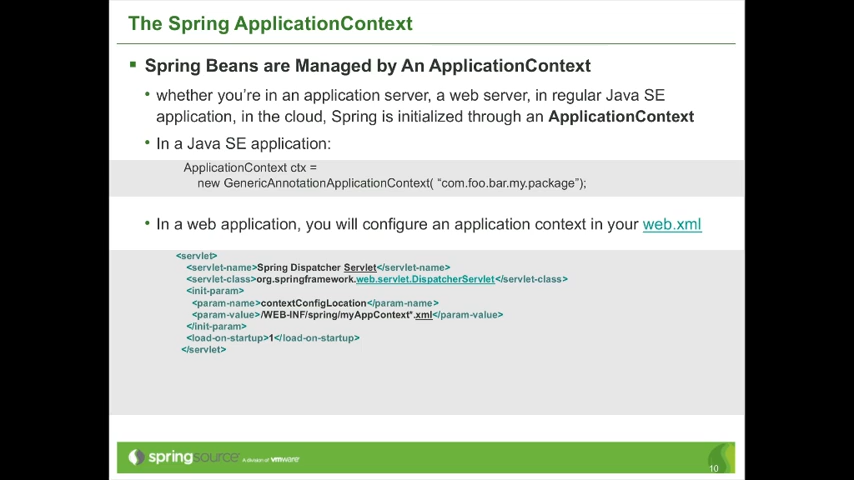 The Spring ApplicationContext
Spring Beans are Managed by An ApplicationContext
• whether you’re in an application server, a web server, in regular Java SE
application, in the cloud, Spring is initialized through an ApplicationContext
• In a Java SE application:
ApplicationContext ctx =
new GenericAnnotationApplicationContext( “com.foo.bar.my.package”);
• In a web application, you will configure an application context in your web.xml
<servlet>
<servlet-name>Spring Dispatcher Servlet</servlet-name>
<servlet-class>org.springframework.web.servlet.DispatcherServlet</servlet-class>
<init-param>
<param-name>contextConfigLocation</param-name>
<param-value>/WEB-INF/spring/myAppContext*.xml</param-value>
</init-param>
<load-on-startup>1</load-on-startup>
</servlet>
springsource A division of vmware
10